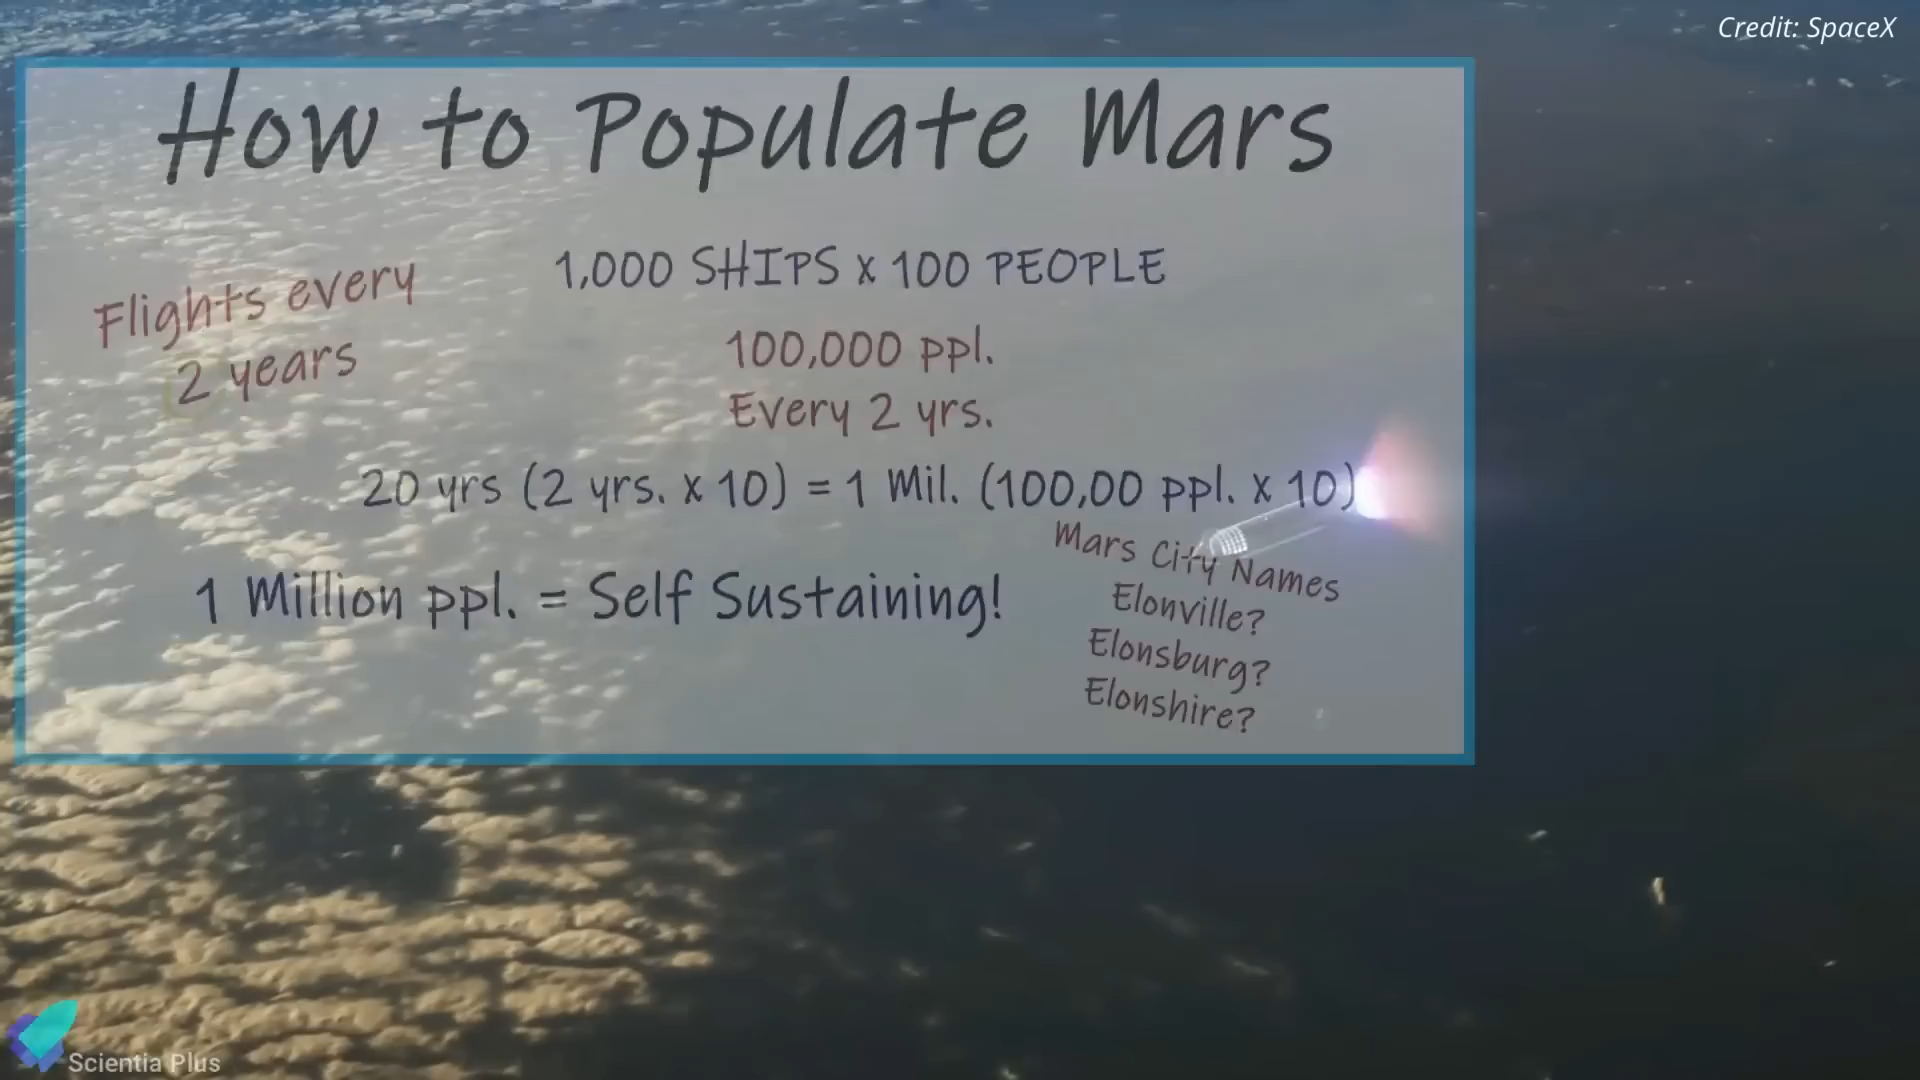 Credit: SpaceX
How to Populate Mars
1,000 SHIPS x 100 PEOPLE
Flights every
2 years
100,000 ppl.
Every 2 yrs.
20 yrs (2 yrs. x 10) = 1 Mil. (100,00 ppl. x 10)
1 Million ppl. = Self Sustaining!
Mars City Names
Elonville?
Elonsburg?
Elonshire?
Scientia Plus